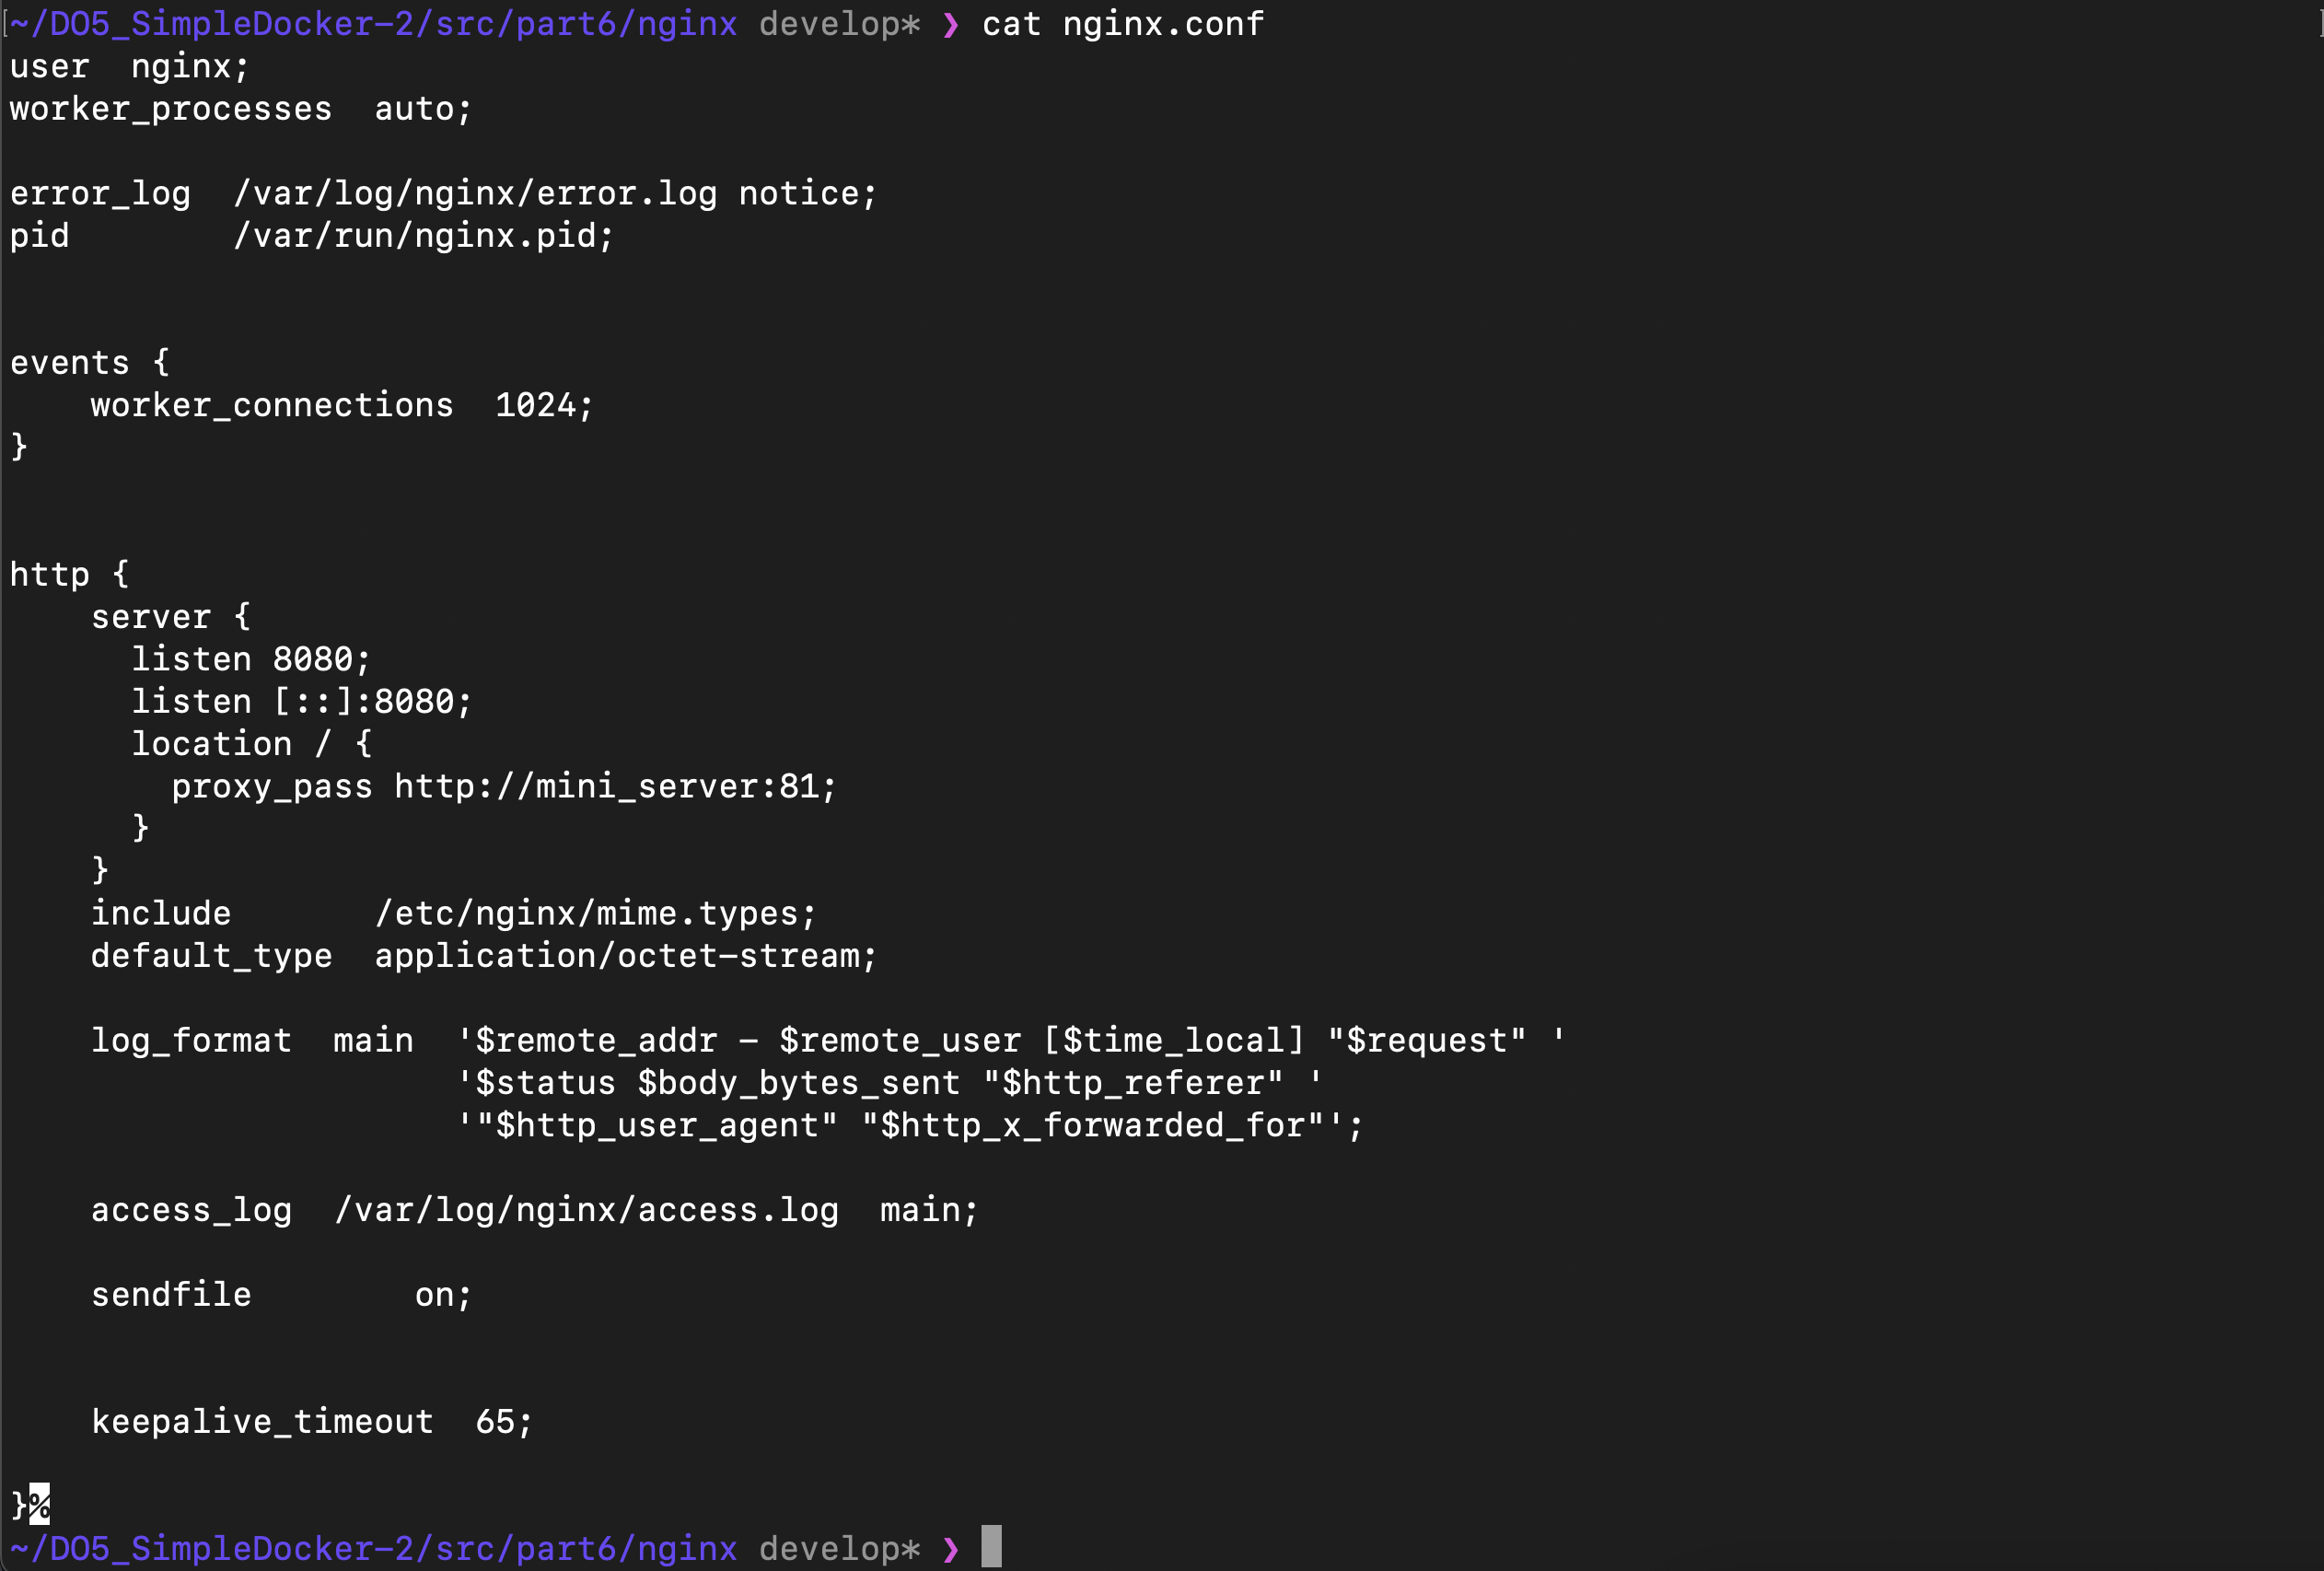 ~/DO5_SimpleDocker-2/src/part6/nginx develop* ❯ cat nginx.conf
user  nginx;
worker_processes  auto;
error_log  /var/log/nginx/error.log notice;
pid        /var/run/nginx.pid;
events {
    worker_connections  1024;
}
http {
    server {
      listen 8080;
      listen [::]:8080;
      location / {
        proxy_pass http://mini_server:81;
      }
    }
    include       /etc/nginx/mime.types;
    default_type  application/octet-stream;
    log_format  main  '$remote_addr - $remote_user [$time_local] "$request" '
                      '$status $body_bytes_sent "$http_referer" '
                      '"$http_user_agent" "$http_x_forwarded_for"';
    access_log  /var/log/nginx/access.log  main;
    sendfile        on;
    keepalive_timeout  65;
}%
~/DO5_SimpleDocker-2/src/part6/nginx develop* ❯